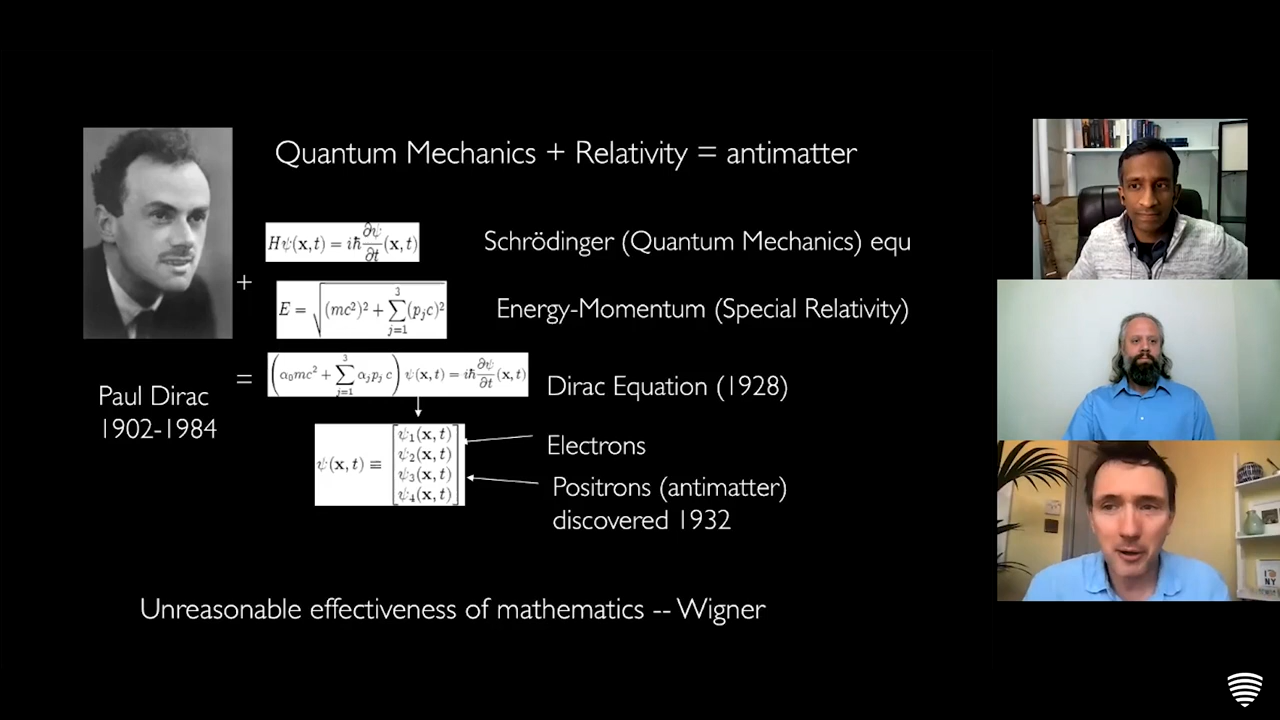 Quantum Mechanics + Relativity = antimatter
Hψ(x,t) = iħ ∂ψ/∂t (x,t)
Schrödinger (Quantum Mechanics) equ
+
E = √((mc²)² + ∑_{j=1}^{3} (p_j c)²)
Energy-Momentum (Special Relativity)
=
(α₀mc² + ∑_{j=1}^{3} α_j p_j c) ψ(x,t) = iħ ∂ψ/∂t (x,t)
Dirac Equation (1928)
Paul Dirac
1902-1984
ψ(x,t) ≡
ψ₁(x,t)
ψ₂(x,t)
ψ₃(x,t)
ψ₄(x,t)
Electrons
Positrons (antimatter)
discovered 1932
Unreasonable effectiveness of mathematics -- Wigner
NY